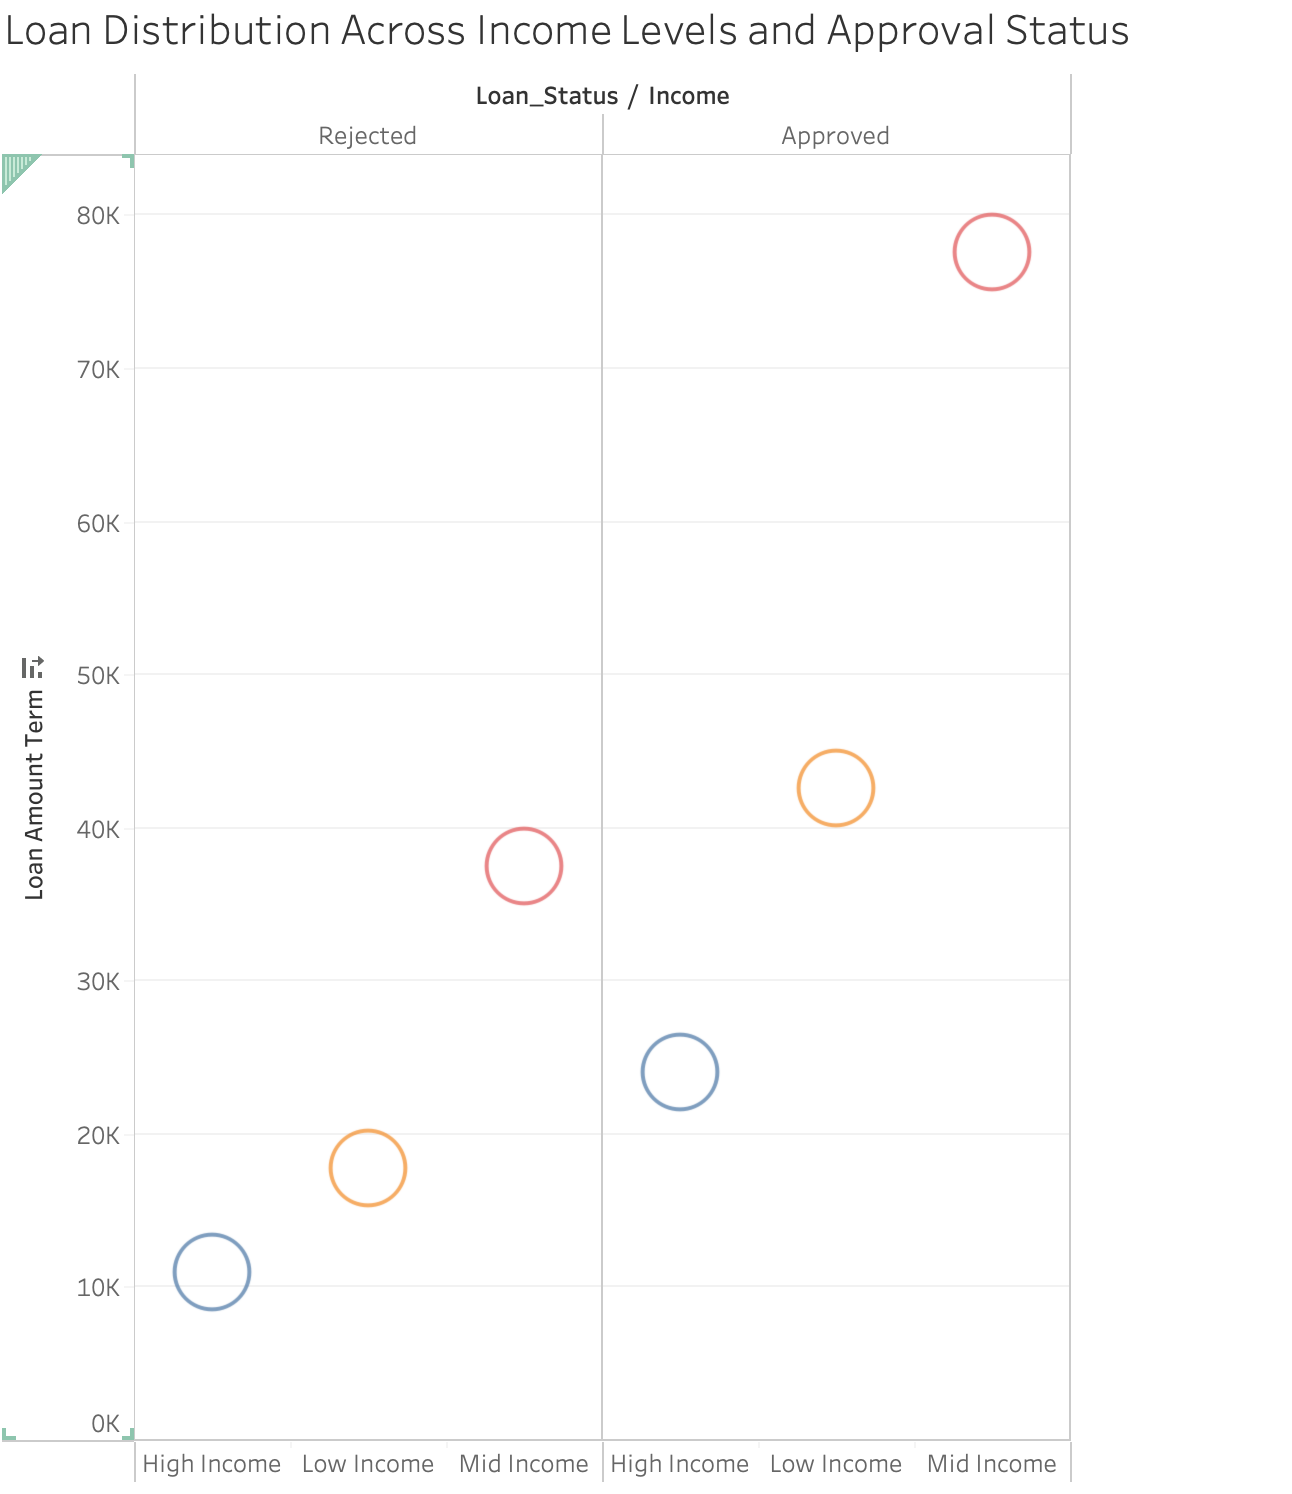 Loan Distribution Across Income Levels and Approval Status
Loan_Status / Income
Rejected Approved
80K
70K
60K
50K
40K
30K
20K
10K
0K
Loan Amount Term
High Income Low Income Mid Income High Income Low Income Mid Income